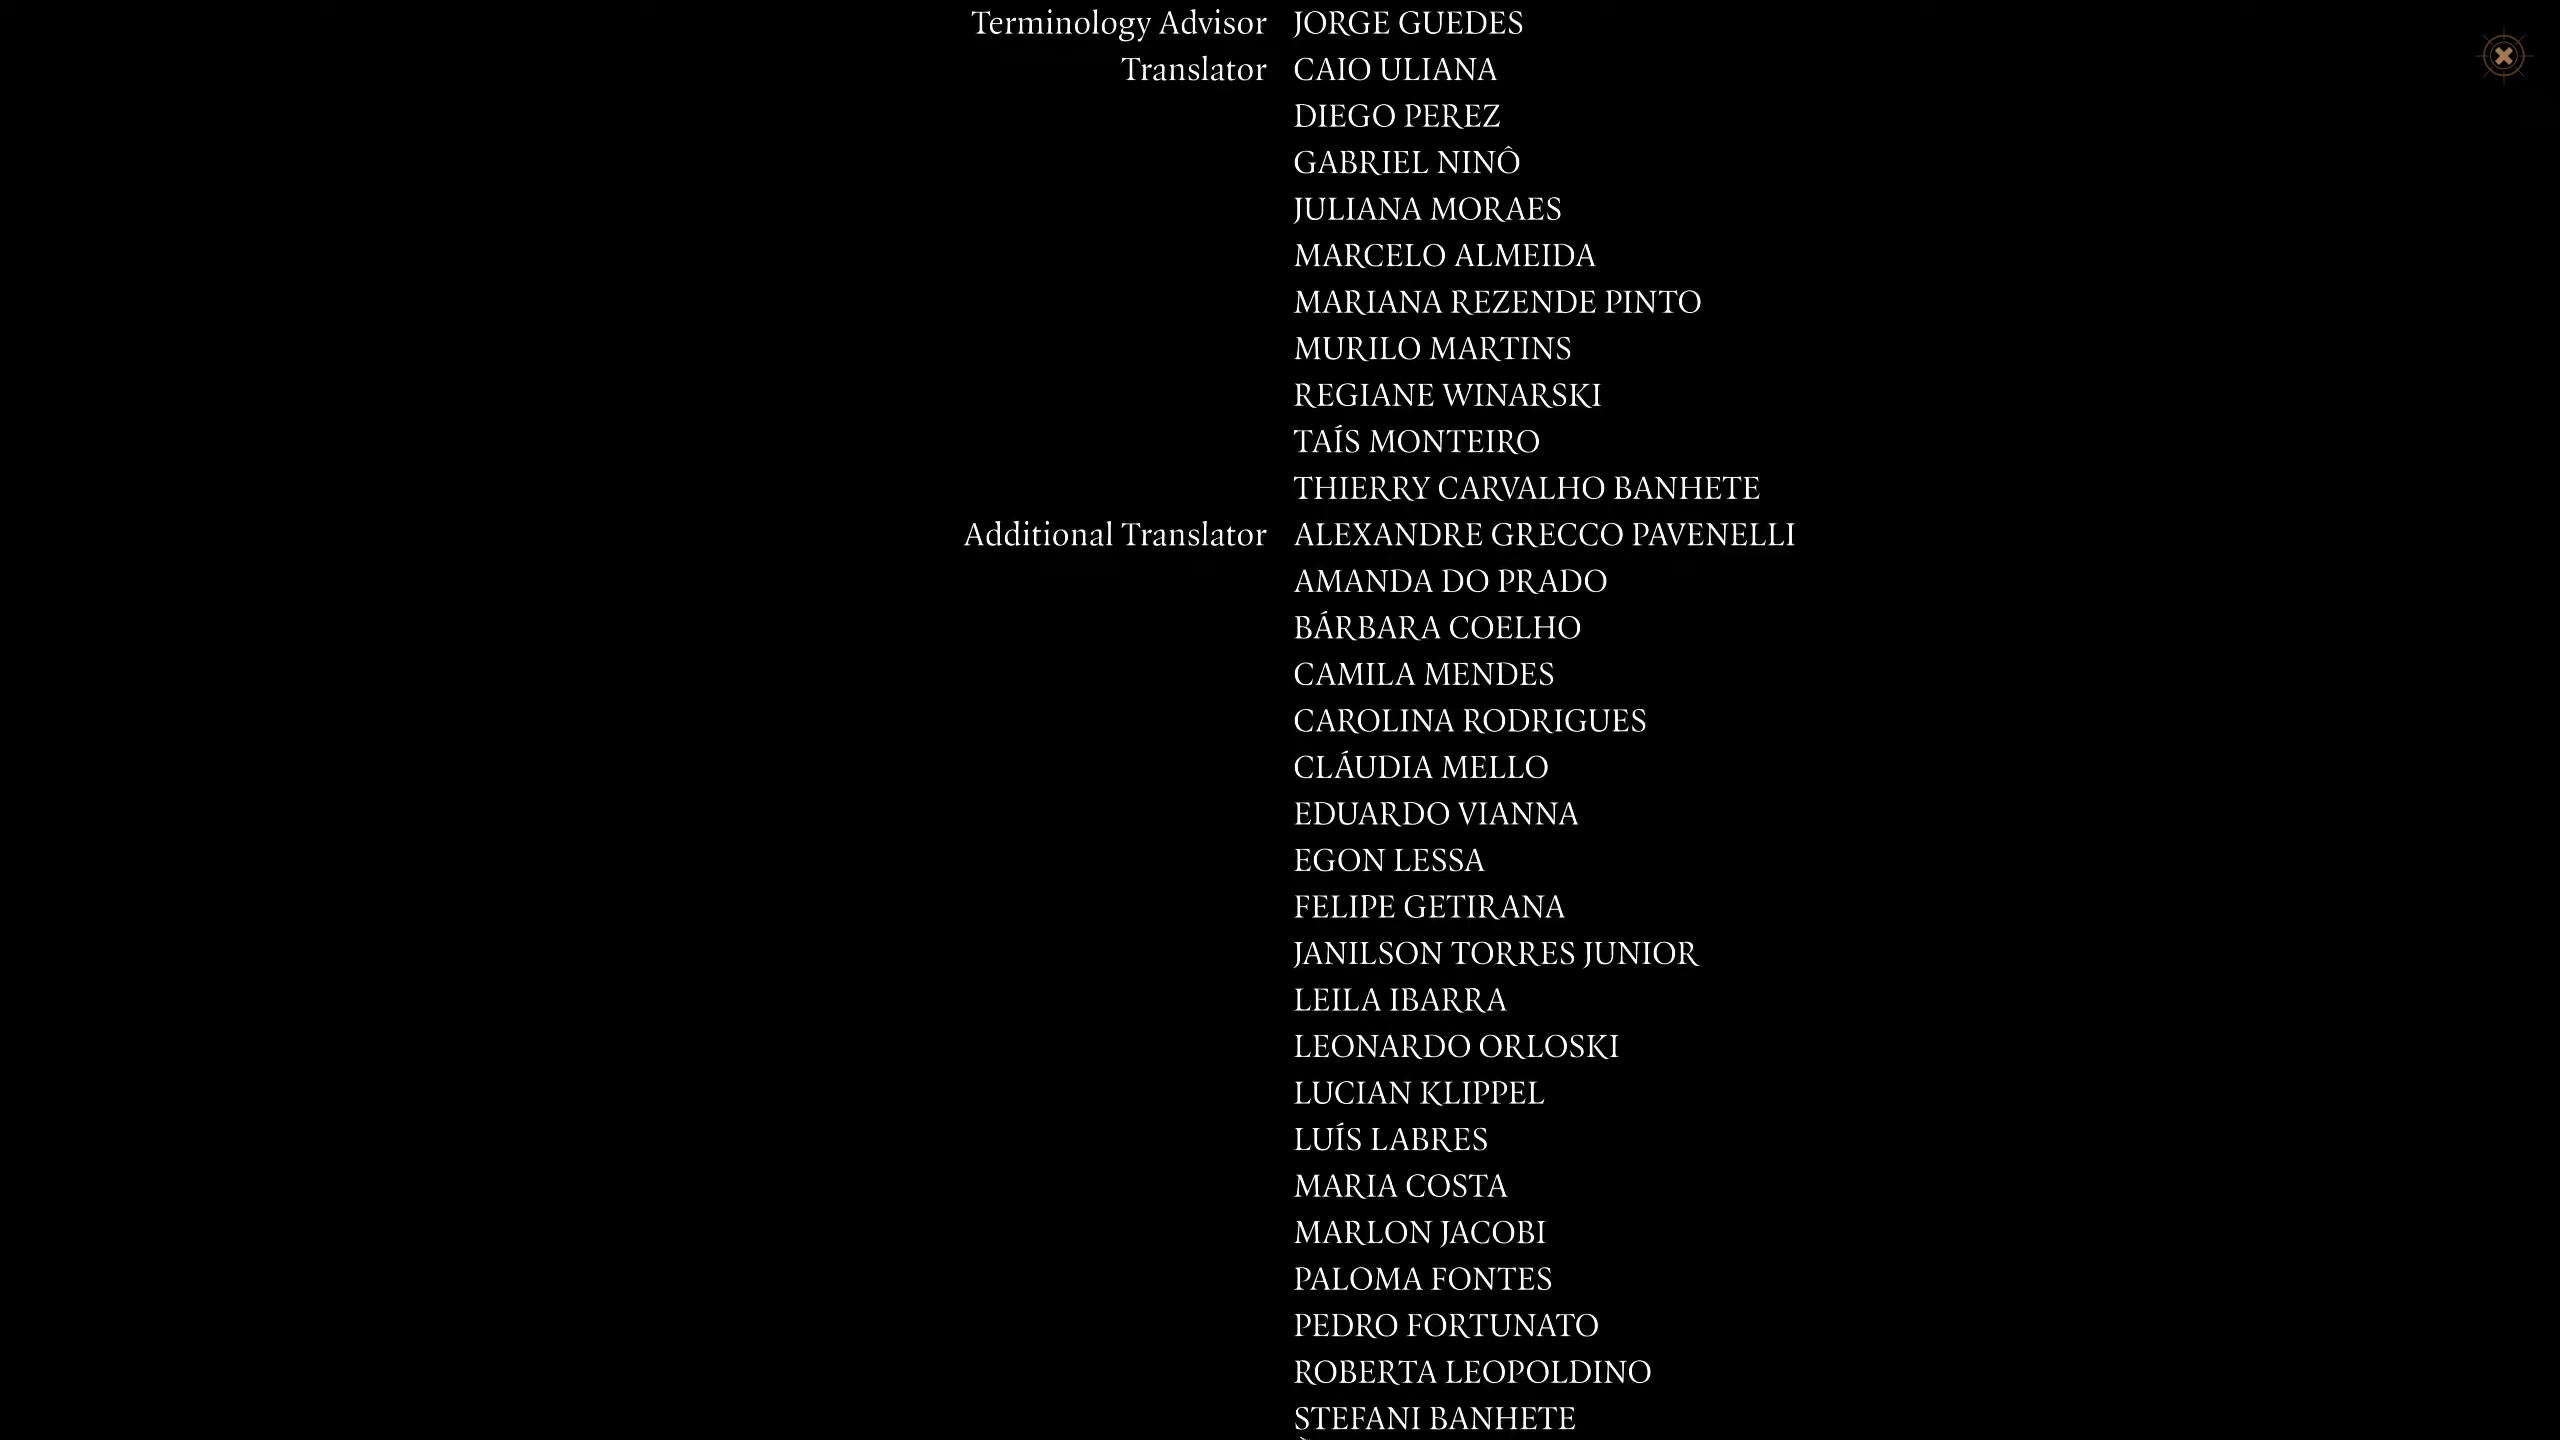 Terminology Advisor JORGE GUEDES
Translator CAIO ULIANA
DIEGO PEREZ
GABRIEL NINÔ
JULIANA MORAES
MARCELO ALMEIDA
MARIANA REZENDE PINTO
MURILO MARTINS
REGIANE WINARSKI
TAÍS MONTEIRO
THIERRY CARVALHO BANHETE
Additional Translator ALEXANDRE GRECCO PAVENELLI
AMANDA DO PRADO
BÁRBARA COELHO
CAMILA MENDES
CAROLINA RODRIGUES
CLÁUDIA MELLO
EDUARDO VIANNA
EGON LESSA
FELIPE GETIRANA
JANILSON TORRES JUNIOR
LEILA IBARRA
LEONARDO ORLOSKI
LUCIAN KLIPPEL
LUÍS LABRES
MARIA COSTA
MARLON JACOBI
PALOMA FONTES
PEDRO FORTUNATO
ROBERTA LEOPOLDINO
STEFANI BANHETE